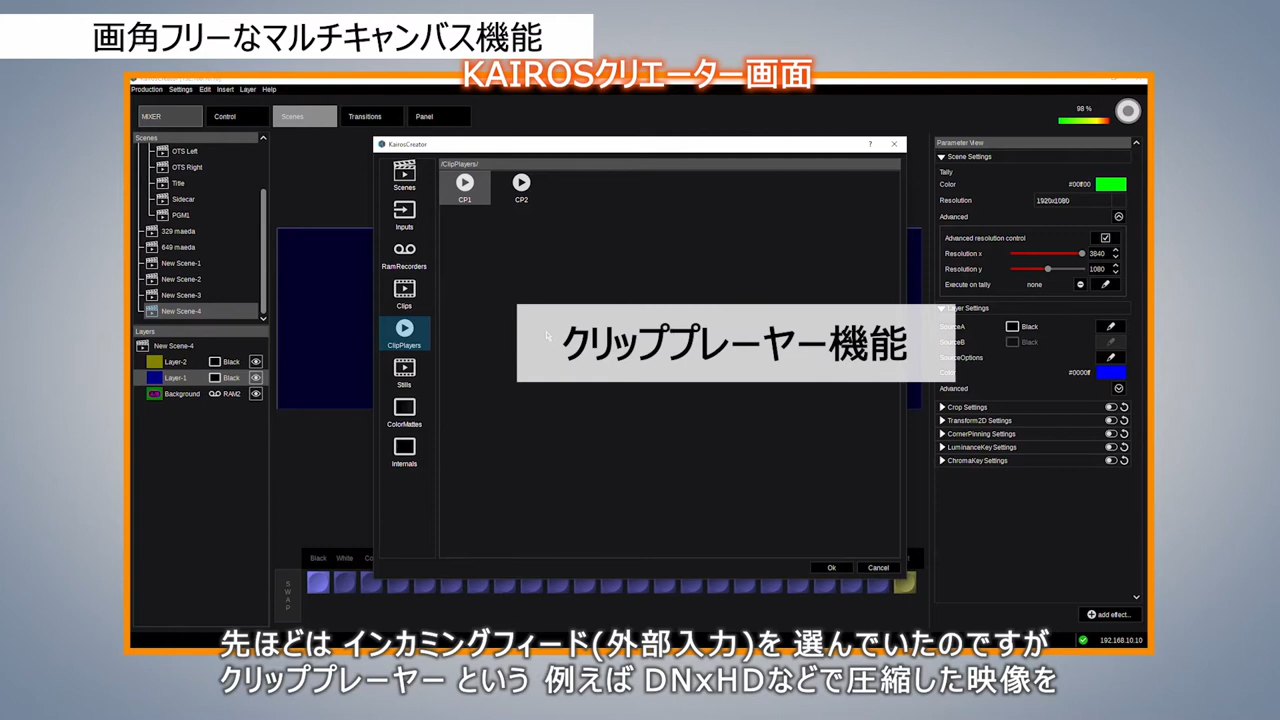 画角フリーなマルチキャンバス機能
KAIROSクリエーター画面
Production Settings Edit Insert Layer Help
MIXER Control Scenes Transitions Panel
98 %
Scenes
OTS Left
OTS Right
Title
Sidecar
PGM1
329 maeda
649 maeda
New Scene-1
New Scene-2
New Scene-3
New Scene-4
Layers
New Scene-4
Layer-2 Black
Layer-1 Black
Background RAM2
KairosCreator
? ×
/ClipPlayers/
Scenes
Inputs
RamRecorders
Clips
ClipPlayers
Stills
ColorMattes
Internals
CP1 CP2
クリッププレーヤー機能
Ok Cancel
Black White
SWAP
Parameter View
Scene Settings
Tally
Color #00ff00
Resolution 1920x1080
Advanced
Advanced resolution control
Resolution x 3840
Resolution y 1080
Execute on tally none
Layer Settings
SourceA Black
SourceB Black
SourceOptions
Color #0000ff
Advanced
Crop Settings
Transform2D Settings
CornerPinning Settings
LuminanceKey Settings
ChromaKey Settings
add effect...
192.168.10.10
先ほどは インカミングフィード(外部入力)を 選んでいたのですが
クリッププレーヤー という 例えば DNxHDなどで圧縮した映像を